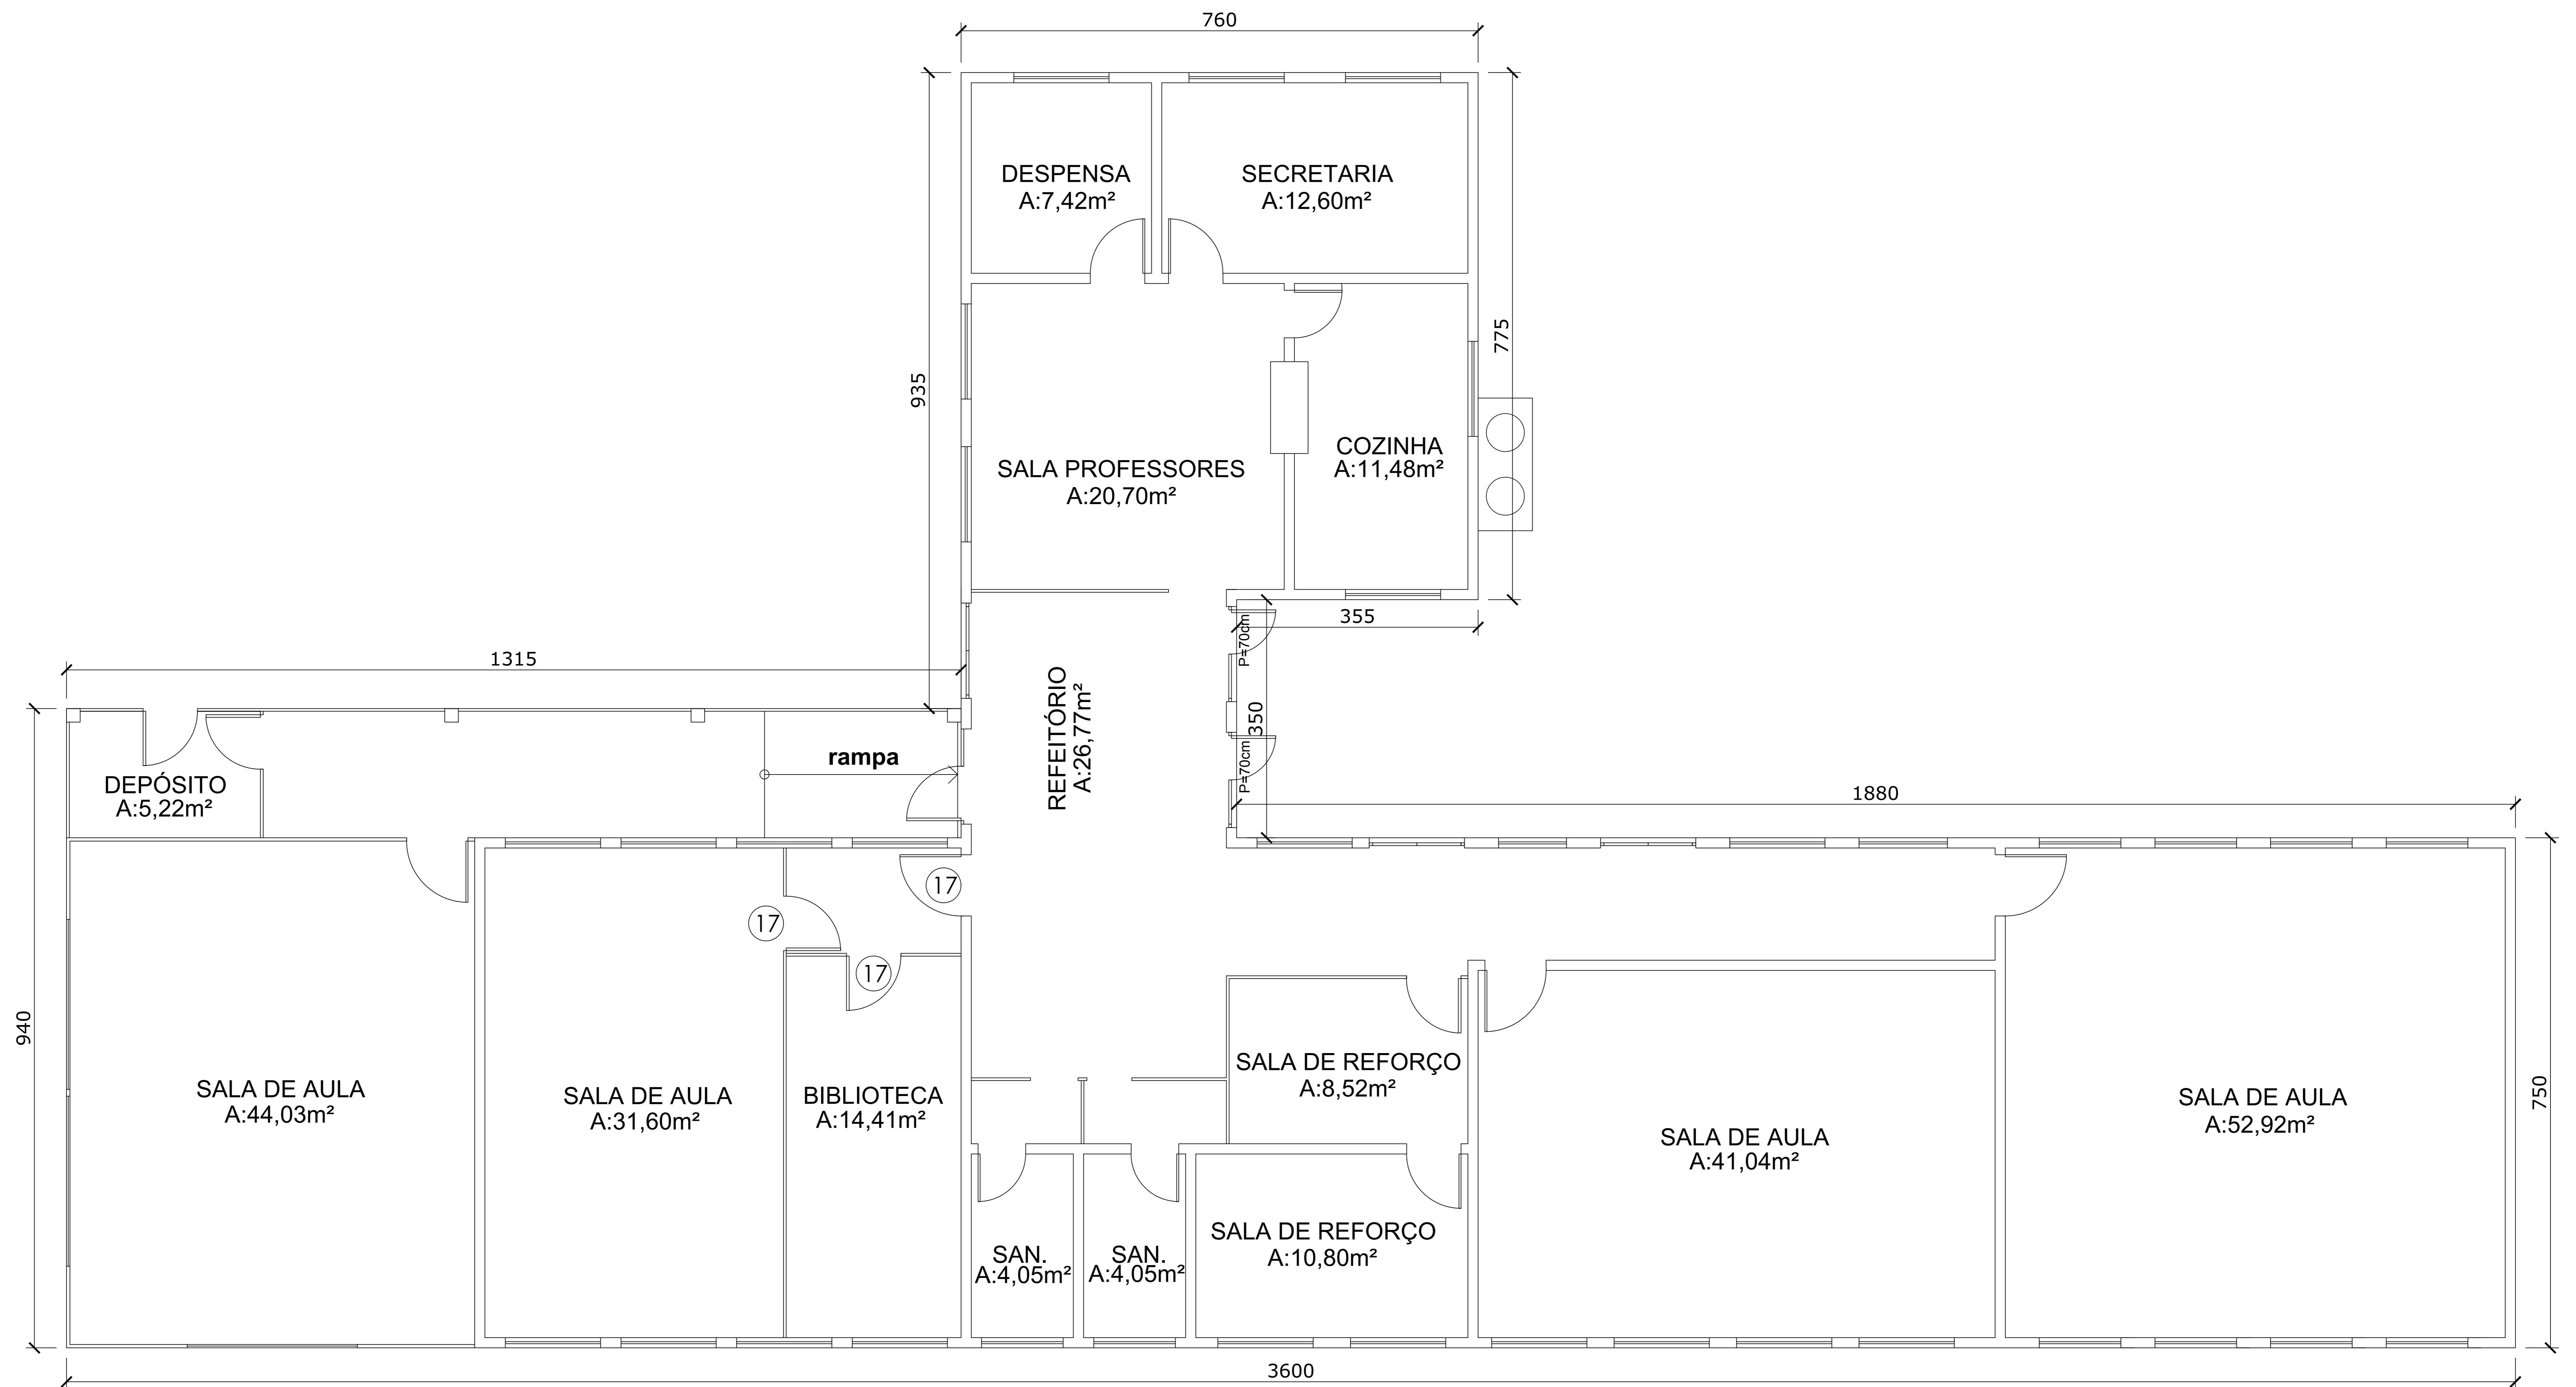 760
DESPENSA
A:7,42m²
SECRETARIA
A:12,60m²
935
775
SALA PROFESSORES
A:20,70m²
COZINHA
A:11,48m²
355
P=70cm
350
P=70cm
1315
REFEITÓRIO
A:26,77m²
rampa
DEPÓSITO
A:5,22m²
1880
17
17
17
940
SALA DE AULA
A:44,03m²
SALA DE AULA
A:31,60m²
BIBLIOTECA
A:14,41m²
SALA DE REFORÇO
A:8,52m²
SALA DE AULA
A:41,04m²
SALA DE AULA
A:52,92m²
750
SAN.
A:4,05m²
SAN.
A:4,05m²
SALA DE REFORÇO
A:10,80m²
3600